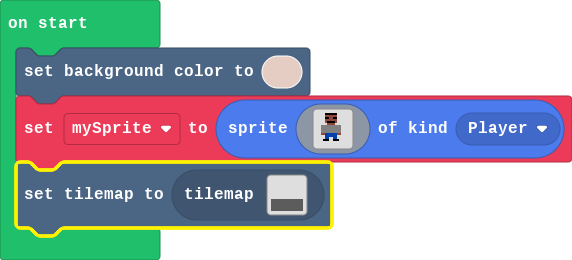 on start
set background color to
set mySprite to sprite of kind Player
set tilemap to tilemap